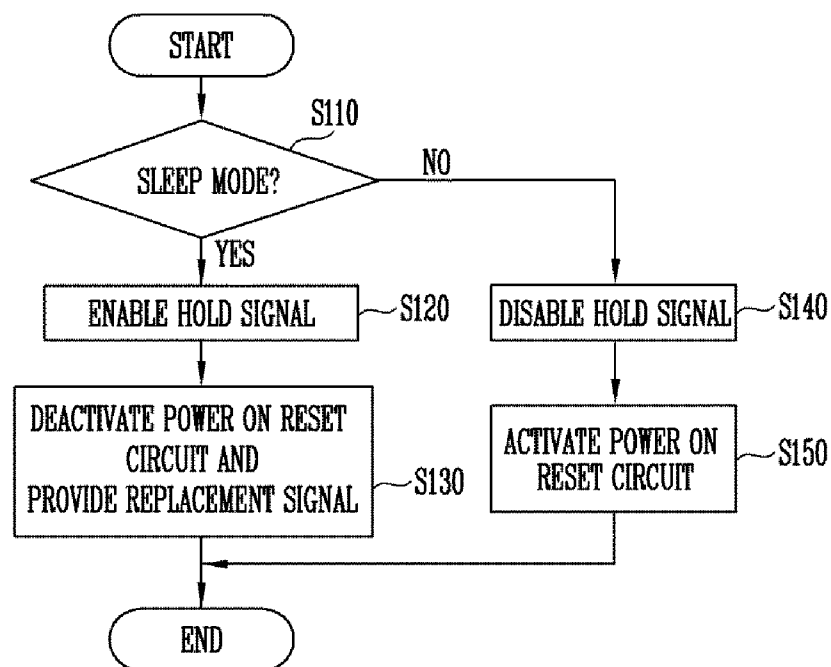 START
S110
SLEEP MODE?
NO
YES
ENABLE HOLD SIGNAL
S120
DISABLE HOLD SIGNAL
S140
DEACTIVATE POWER ON RESET
CIRCUIT AND
PROVIDE REPLACEMENT SIGNAL
S130
ACTIVATE POWER ON
RESET CIRCUIT
S150
END